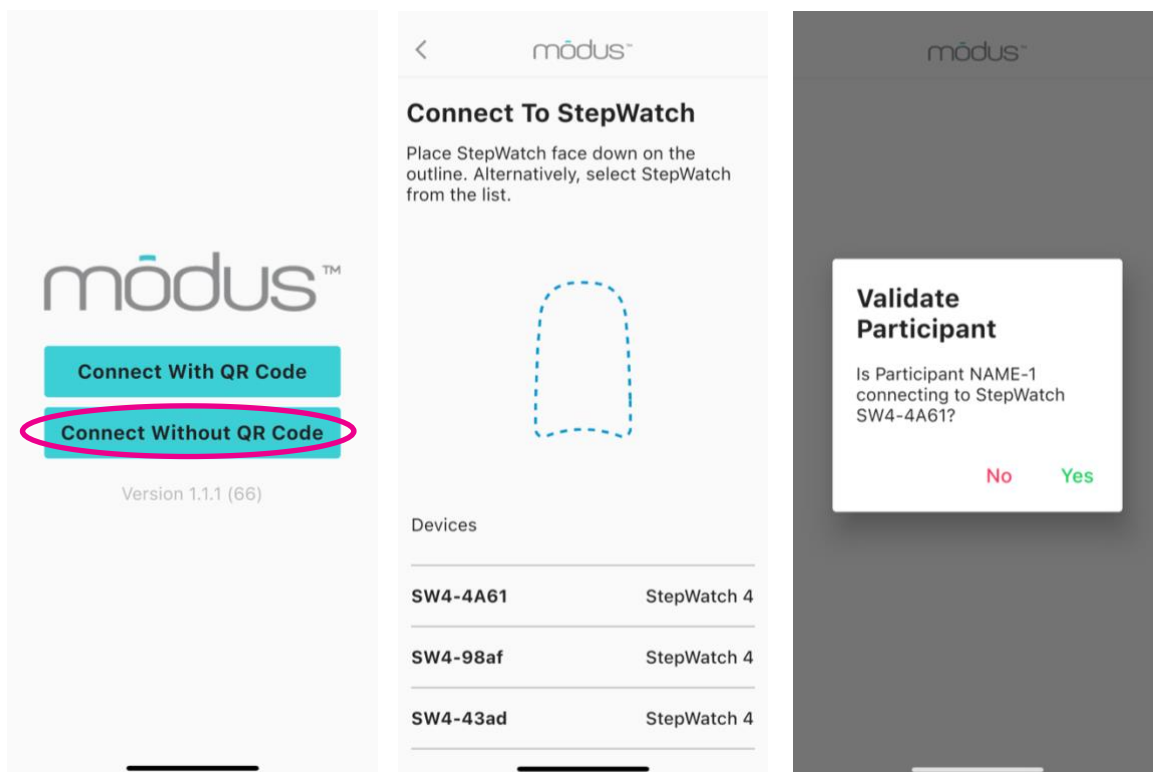 mōdus™
Connect With QR Code
Connect Without QR Code
Version 1.1.1 (66)
mōdus™
Connect To StepWatch
Place StepWatch face down on the
outline. Alternatively, select StepWatch
from the list.
Devices
SW4-4A61 StepWatch 4
SW4-98af StepWatch 4
SW4-43ad StepWatch 4
mōdus™
Validate
Participant
Is Participant NAME-1
connecting to StepWatch
SW4-4A61?
No Yes